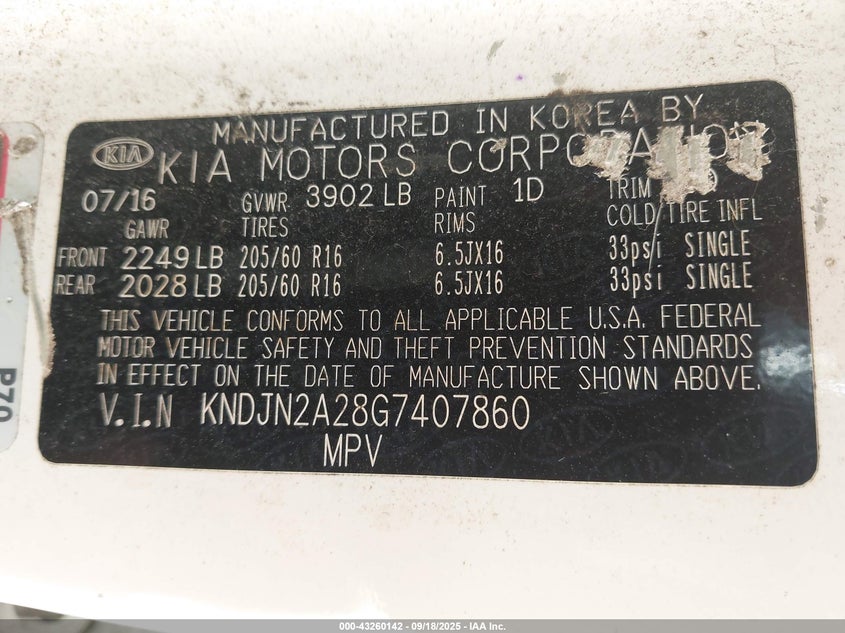 MANUFACTURED IN KOREA BY
KIA KIA MOTORS CORPORATION
07/16 GVWR 3902 LB PAINT 1D TRIM
GAWR TIRES RIMS COLD TIRE INFL
FRONT 2249 LB 205/60 R16 6.5JX16 33psi SINGLE
REAR 2028 LB 205/60 R16 6.5JX16 33psi SINGLE
THIS VEHICLE CONFORMS TO ALL APPLICABLE U.S.A. FEDERAL
MOTOR VEHICLE SAFETY AND THEFT PREVENTION STANDARDS
IN EFFECT ON THE DATE OF MANUFACTURE SHOWN ABOVE.
V.I.N KNDJN2A28G7407860
MPV
000-43260142 - 09/18/2025 - IAA Inc.